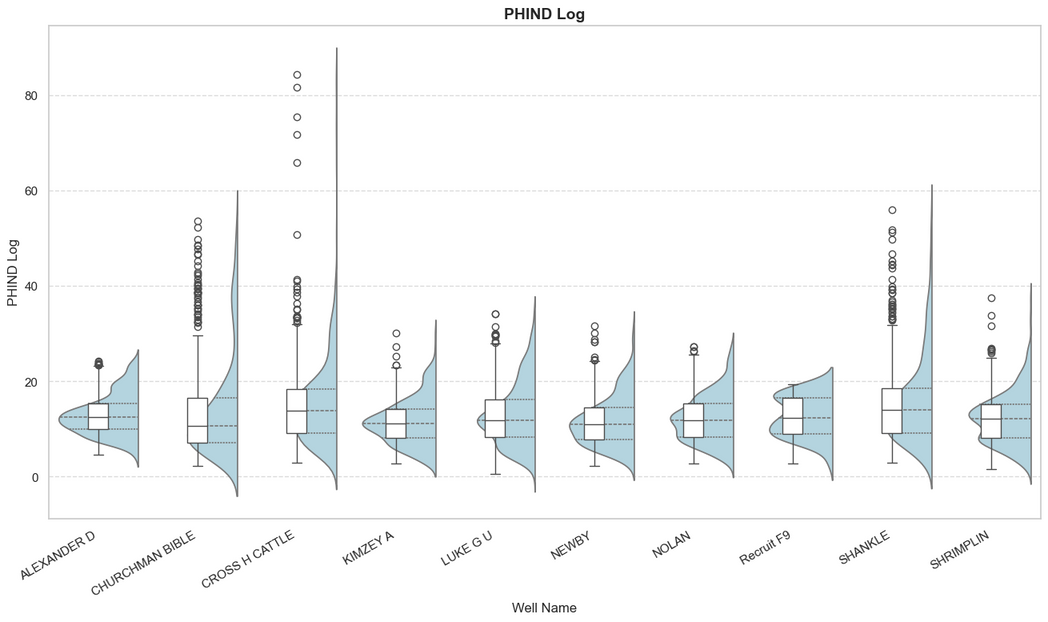 PHIND Log
80
60
40
20
0
PHIND Log
ALEXANDER D
CHURCHMAN BIBLE
CROSS H CATTLE
KIMZEY A
LUKE G U
NEWBY
NOLAN
Recruit F9
SHANKLE
SHRIMPLIN
Well Name